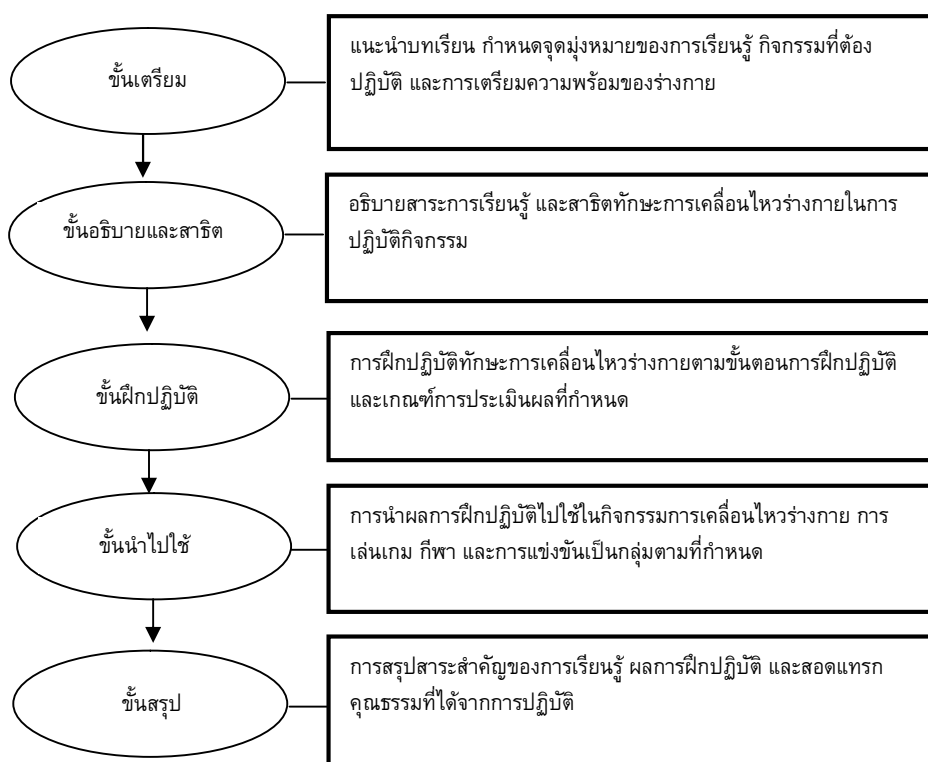 ขั้นเตรียม
แนะนำบทเรียน กำหนดจุดมุ่งหมายของการเรียนรู้ กิจกรรมที่ต้อง
ปฏิบัติ และการเตรียมความพร้อมของร่างกาย
ขั้นอธิบายและสาธิต
อธิบายสาระการเรียนรู้ และสาธิตทักษะการเคลื่อนไหวร่างกายในการ
ปฏิบัติกิจกรรม
ขั้นฝึกปฏิบัติ
การฝึกปฏิบัติทักษะการเคลื่อนไหวร่างกายตามขั้นตอนการฝึกปฏิบัติ
และเกณฑ์การประเมินผลที่กำหนด
ขั้นนำไปใช้
การนำผลการฝึกปฏิบัติไปใช้ในกิจกรรมการเคลื่อนไหวร่างกาย การ
เล่นเกม กีฬา และการแข่งขันเป็นกลุ่มตามที่กำหนด
ขั้นสรุป
การสรุปสาระสำคัญของการเรียนรู้ ผลการฝึกปฏิบัติ และสอดแทรก
คุณธรรมที่ได้จากการปฏิบัติ